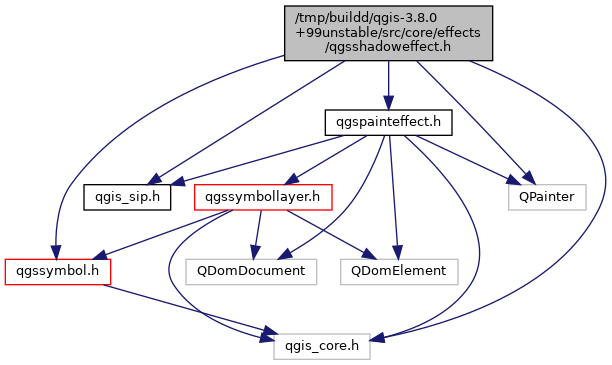 /tmp/buildd/qgis-3.8.0
+99unstable/src/core/effects
/qgsshadoweffect.h
qgspainteffect.h
qgis_sip.h
qgssymbollayer.h
QPainter
qgssymbol.h
QDomDocument
QDomElement
qgis_core.h